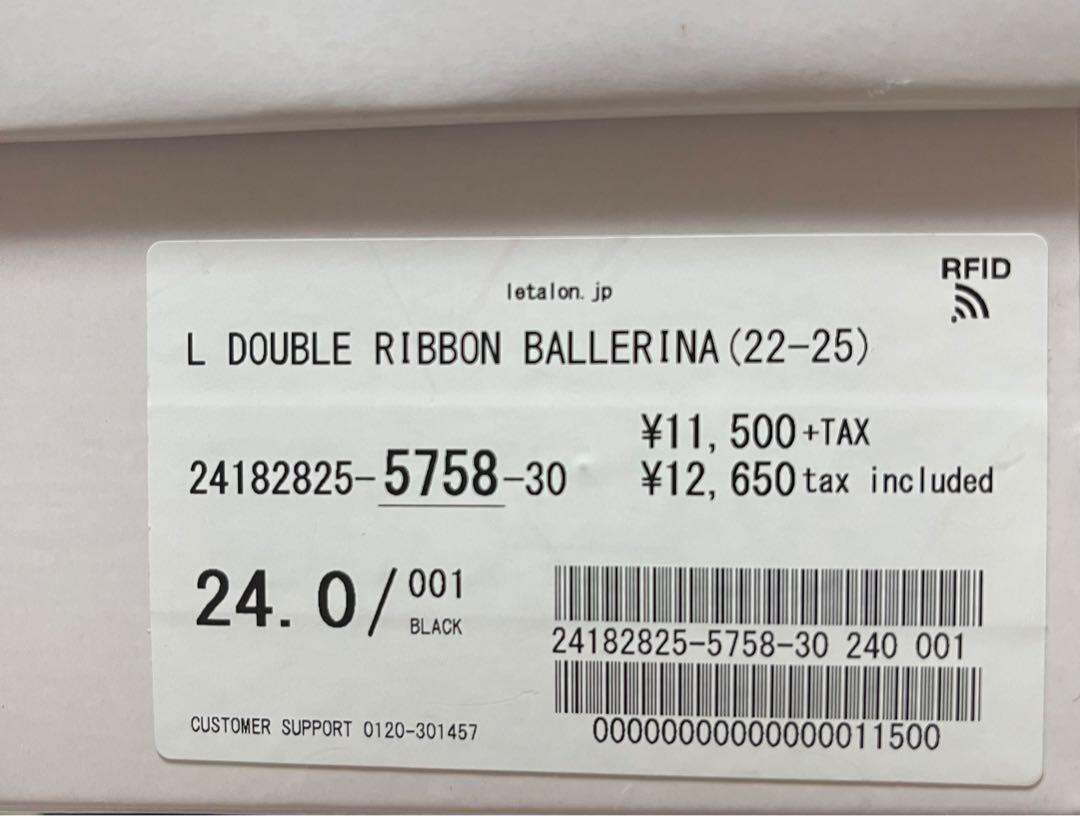 RFID
letalon.jp
L DOUBLE RIBBON BALLERINA(22-25)
¥11,500+TAX
24182825-5758-30 ¥12,650tax included
24.0/001
BLACK
24182825-5758-30 240 001
CUSTOMER SUPPORT 0120-301457
00000000000000011500